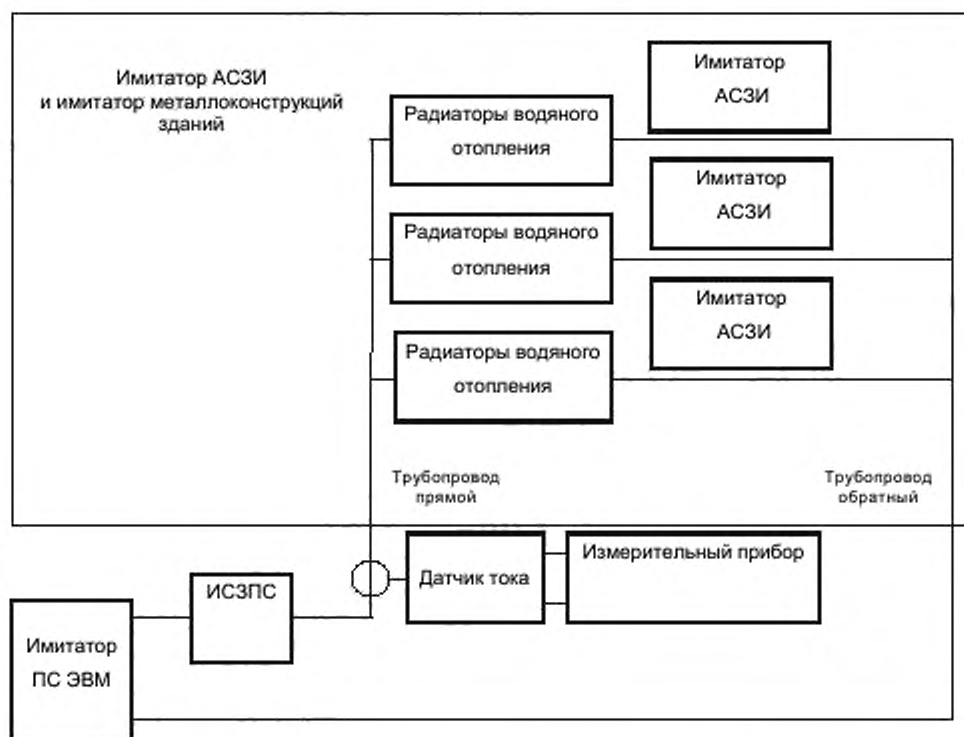 Имитатор АСЗИ
и имитатор металлоконструкций
зданий
Имитатор
АСЗИ
Радиаторы водяного
отопления
Имитатор
АСЗИ
Радиаторы водяного
отопления
Имитатор
АСЗИ
Радиаторы водяного
отопления
Трубопровод
прямой
Трубопровод
обратный
Датчик тока
Измерительный прибор
ИСЗПС
Имитатор
ПС ЭВМ